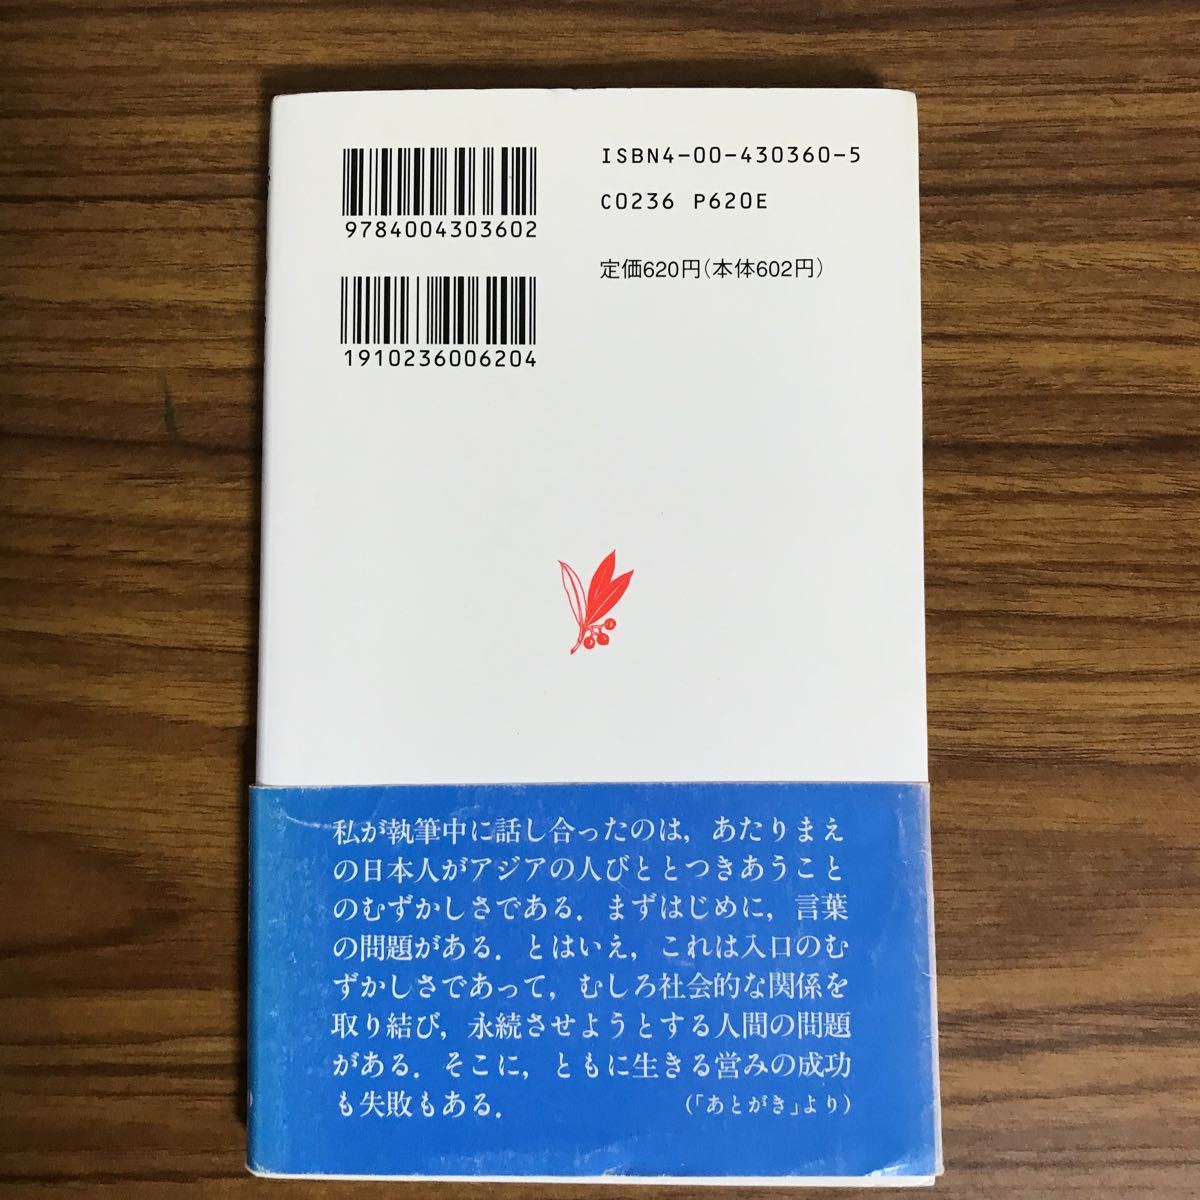 ISBN4-00-430360-5
C0236 P620E
定価620円(本体602円)
9784004303602
1910236006204
私が執筆中に話し合ったのは，あたりまえ
の日本人がアジアの人びととつきあうこと
のむずかしさである．まずはじめに，言葉
の問題がある．とはいえ，これは入口のむ
ずかしさであって，むしろ社会的な関係を
取り結び，永続させようとする人間の問題
がある．そこに，ともに生きる営みの成功
も失敗もある．
(「あとがき」より)